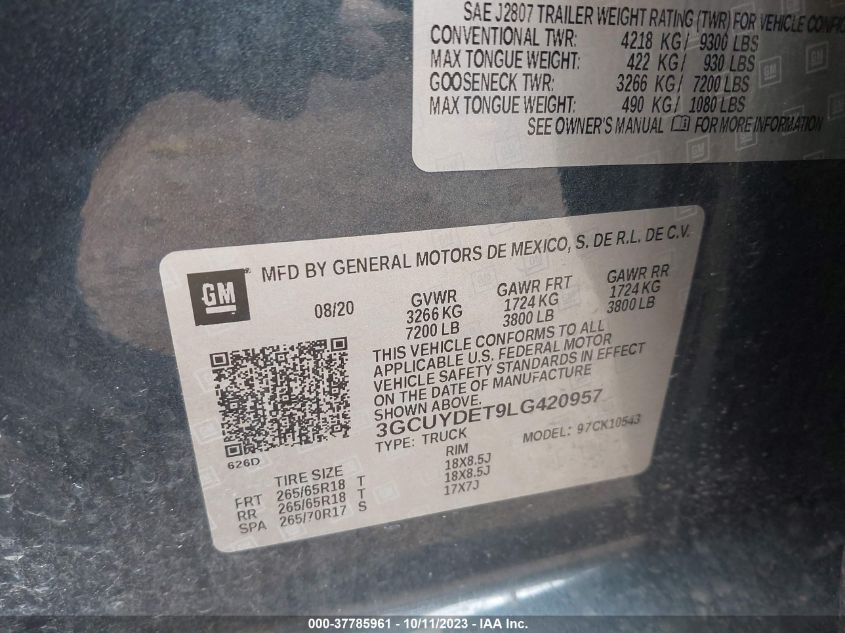 SAE J2807 TRAILER WEIGHT RATING (TWR) FOR VEHICLE
CONVENTIONAL TWR: 4218 KG/ 9300 LBS
MAX TONGUE WEIGHT: 422 KG/ 930 LBS
GOOSENECK TWR: 3266 KG/ 7200 LBS
MAX TONGUE WEIGHT: 490 KG/ 1080 LBS
SEE OWNER'S MANUAL FOR MORE INFORMATION
GM
GM ® MFD BY GENERAL MOTORS DE MEXICO, S. DE R.L. DE C.V.
08/20 GVWR GAWR FRT GAWR RR
3266 KG 1724 KG 1724 KG
7200 LB 3800 LB 3800 LB
THIS VEHICLE CONFORMS TO ALL
APPLICABLE U.S. FEDERAL MOTOR
VEHICLE SAFETY STANDARDS IN EFFECT
ON THE DATE OF MANUFACTURE
SHOWN ABOVE.
3GCUYDET9LG420957
TYPE: TRUCK MODEL: 97CK10543
626D
TIRE SIZE RIM
FRT 265/65R18 T 18X8.5J
RR 265/65R18 T 18X8.5J
SPA 265/70R17 S 17X7J
000-37785961 - 10/11/2023 - IAA Inc.